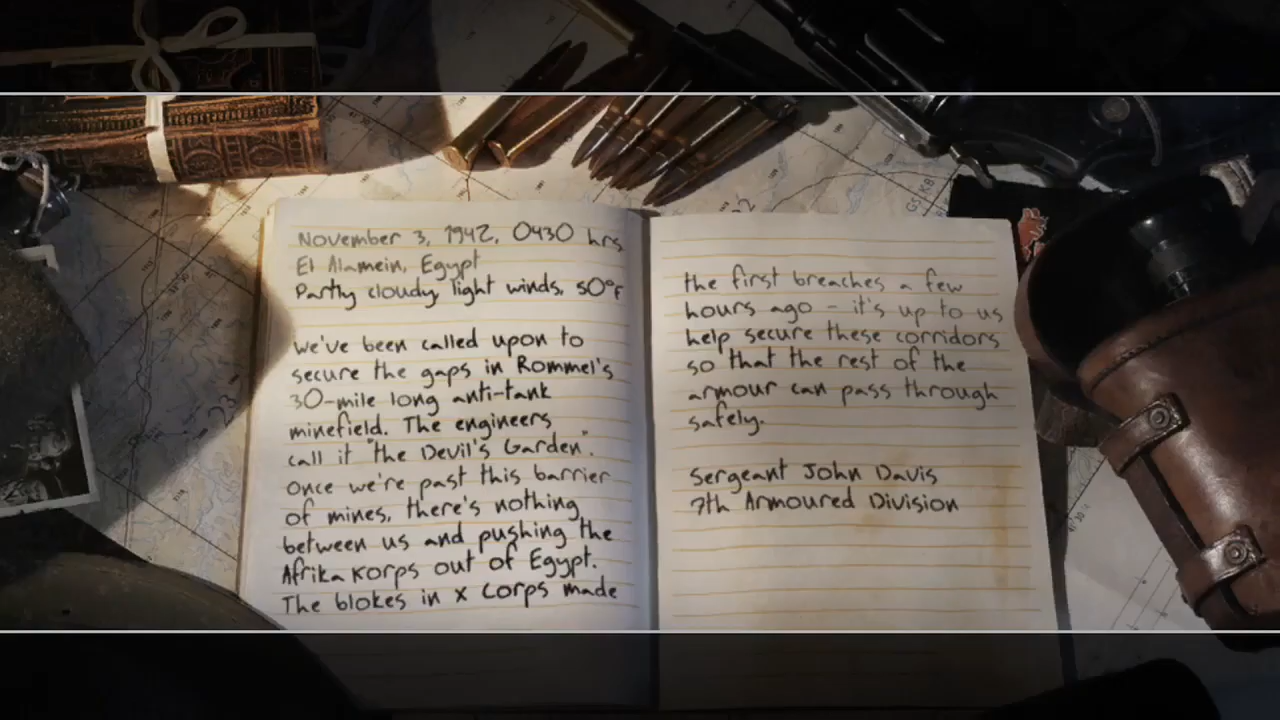 November 3, 1942, 0430 hrs
El Alamein, Egypt
Partly cloudy, light winds, 50°F
We've been called upon to
secure the gaps in Rommel's
30-mile long anti-tank
minefield. The engineers
call it "the Devil's Garden".
Once we're past this barrier
of mines, there's nothing
between us and pushing the
Afrika Korps out of Egypt.
The blokes in X Corps made
the first breaches a few
hours ago - it's up to us
help secure these corridors
so that the rest of the
armour can pass through
safely.
Sergeant John Davis
7th Armoured Division